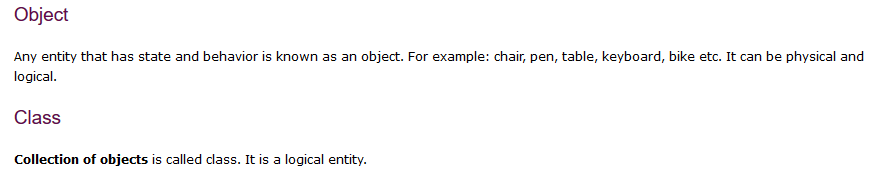 Object
Any entity that has state and behavior is known as an object. For example: chair, pen, table, keyboard, bike etc. It can be physical and
logical.
Class
Collection of objects is called class. It is a logical entity.